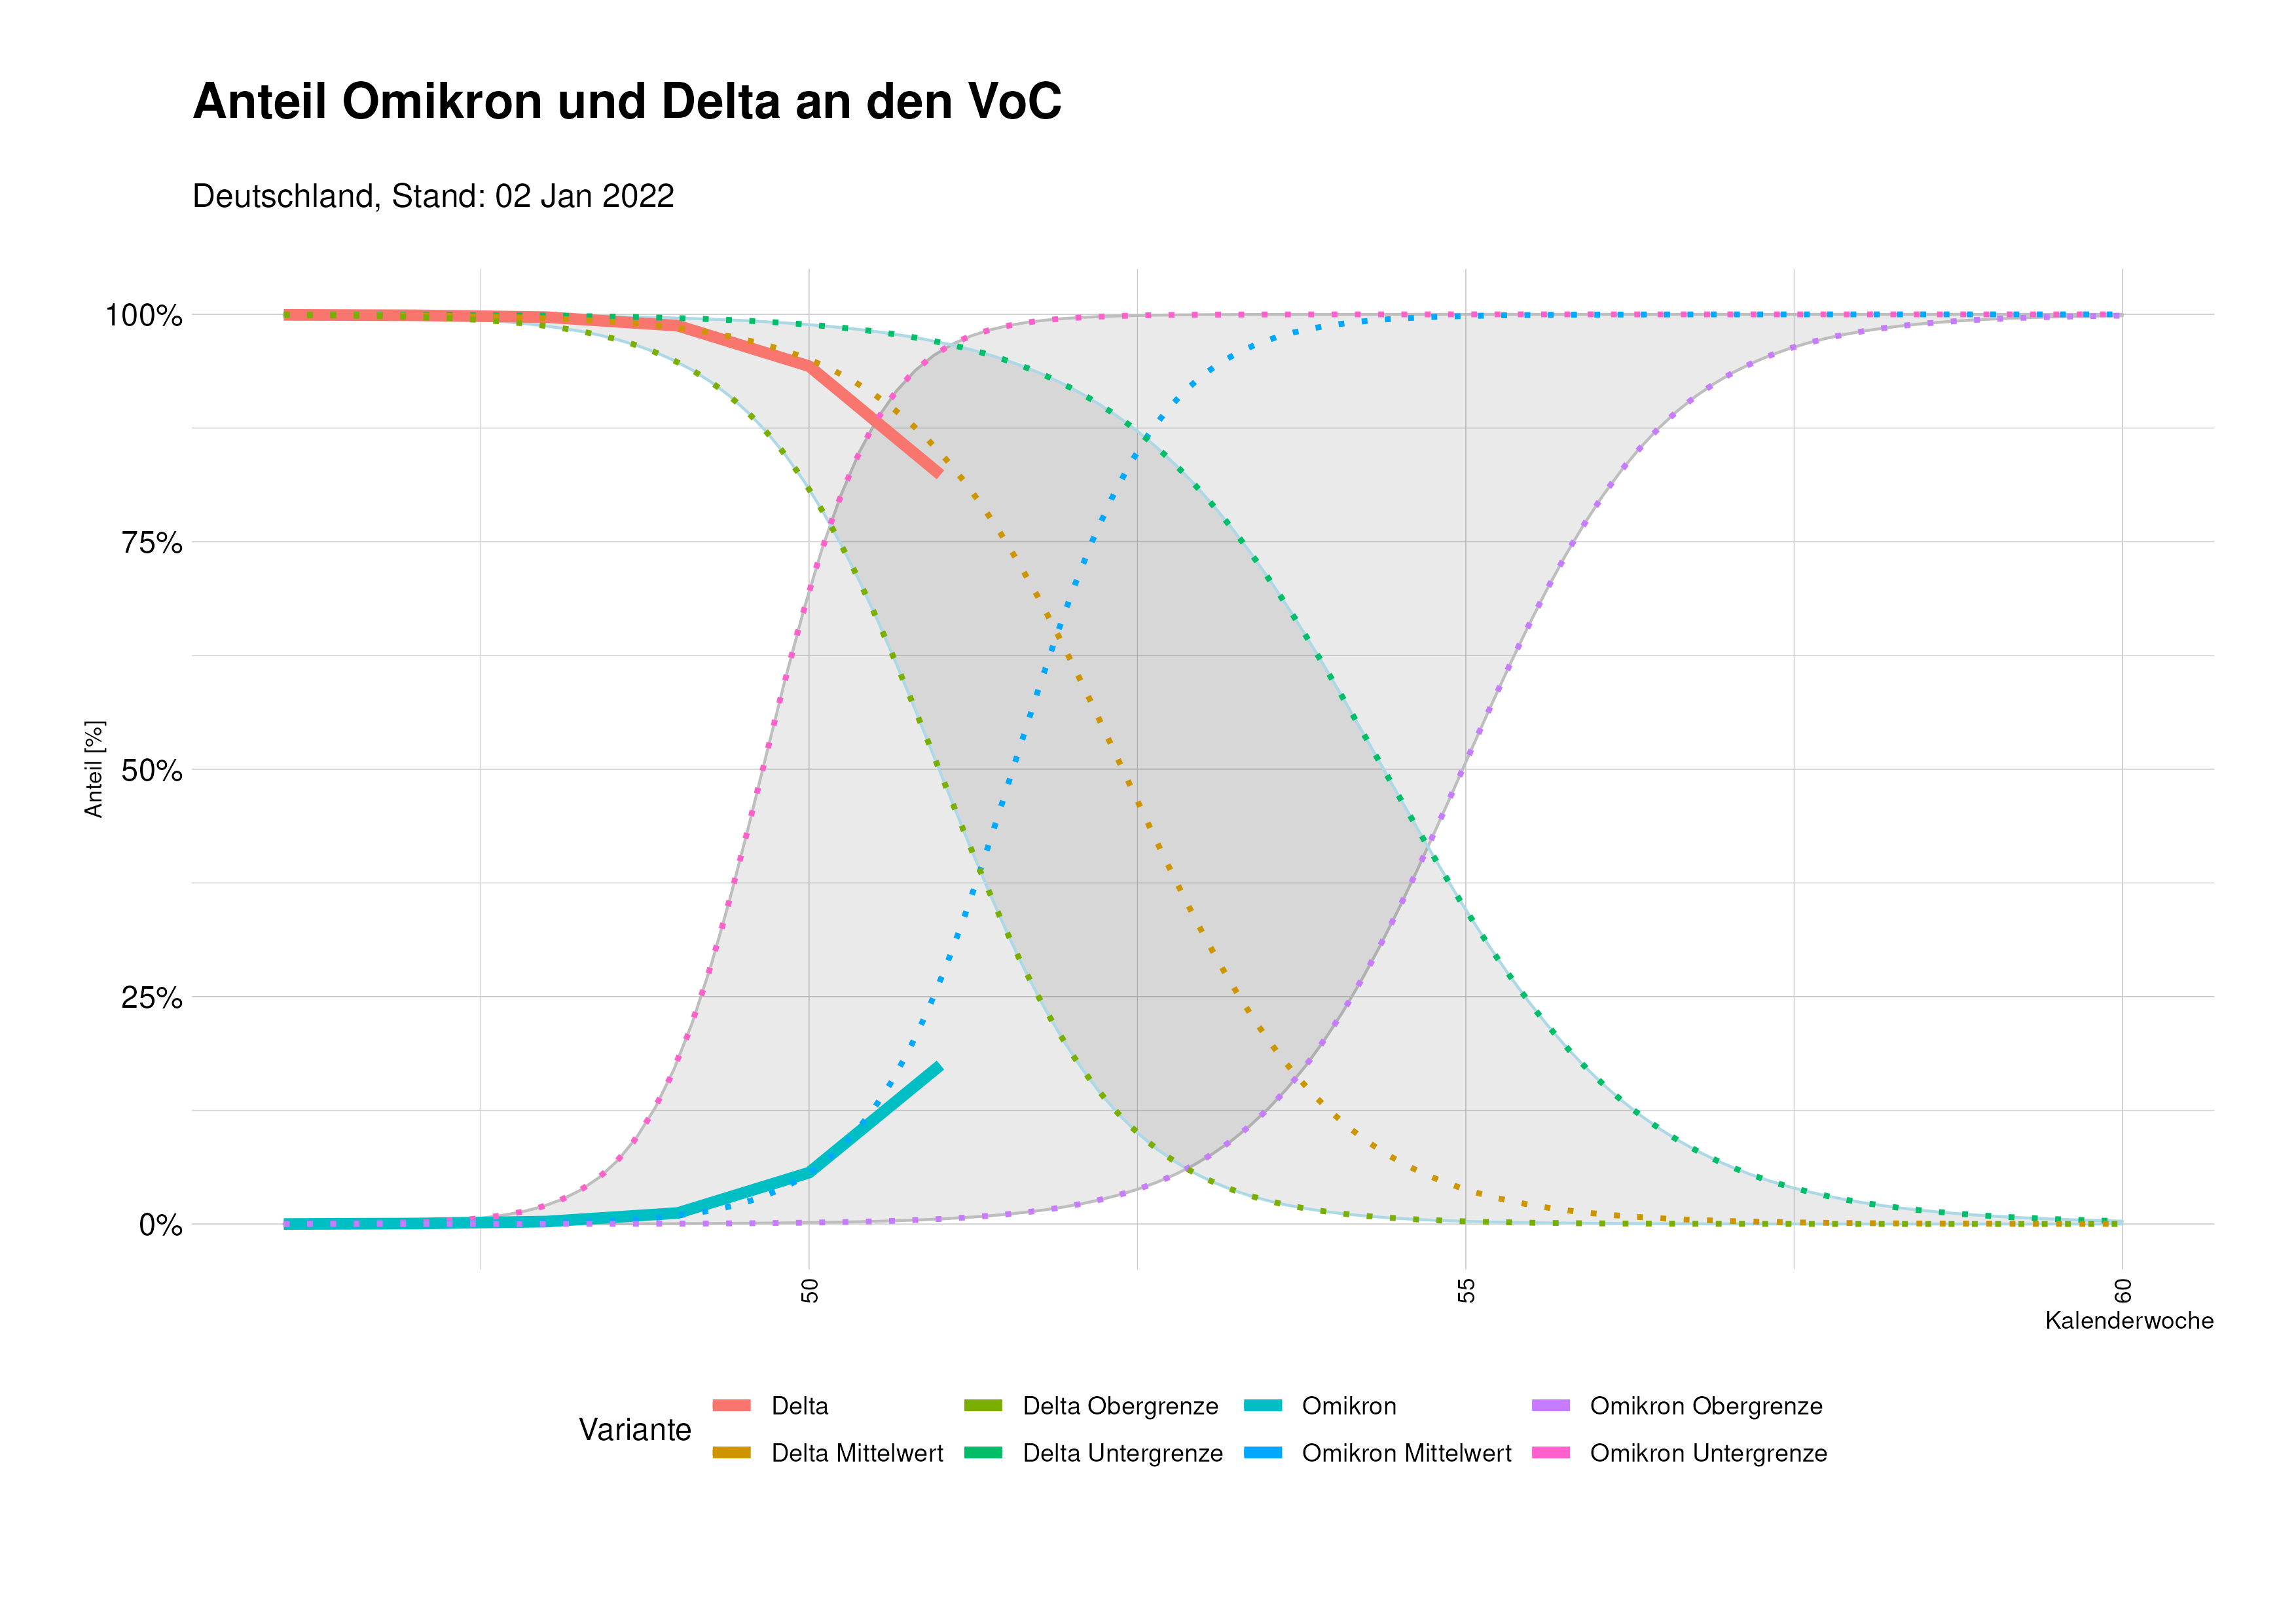 Anteil Omikron und Delta an den VoC
Deutschland, Stand: 02 Jan 2022
100%
75%
50%
25%
0%
Anteil [%]
50
55
60
Kalenderwoche
Variante
Delta
Delta Obergrenze
Omikron
Omikron Obergrenze
Delta Mittelwert
Delta Untergrenze
Omikron Mittelwert
Omikron Untergrenze